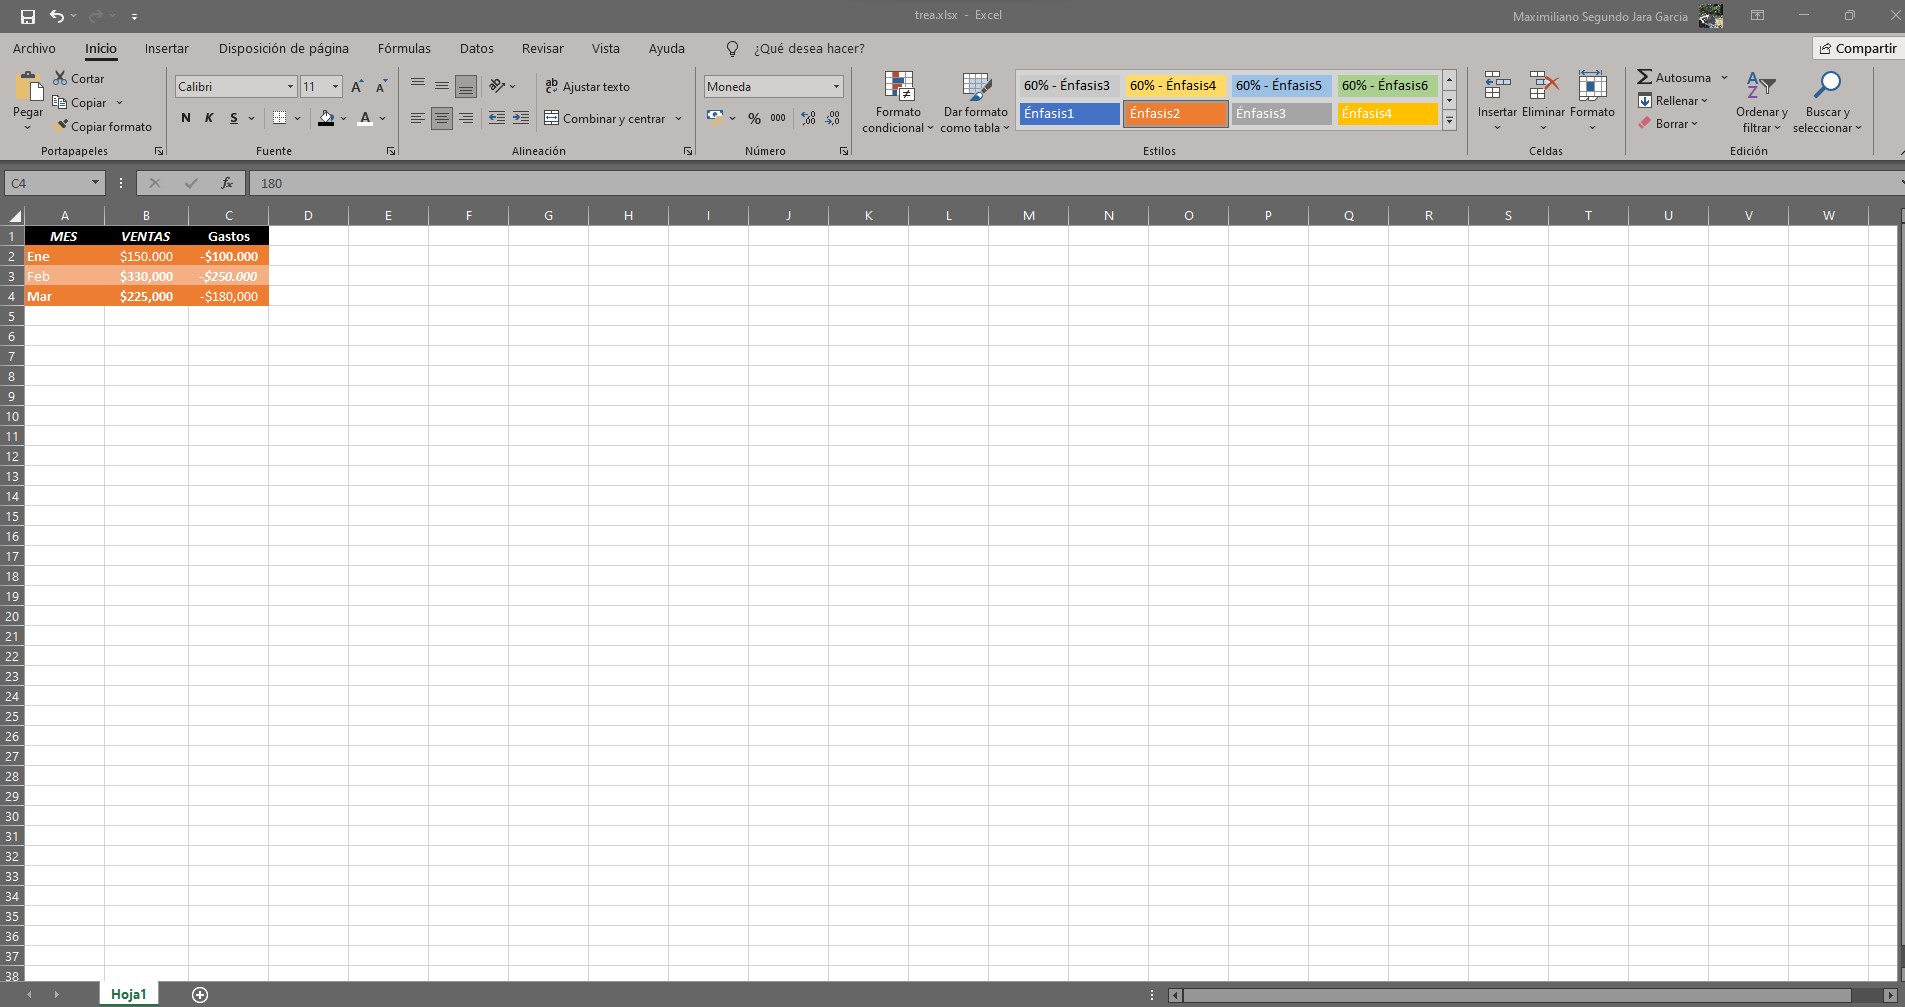 trea.xlsx - Excel
Maximiliano Segundo Jara Garcia
Archivo Inicio Insertar Disposición de página Fórmulas Datos Revisar Vista Ayuda ¿Qué desea hacer? Compartir
Pegar
Cortar
Copiar
Copiar formato
Portapapeles
Calibri 11
A A
N K S A
Fuente
Ajustar texto
Combinar y centrar
Alineación
Moneda
% 000
Número
Formato condicional
Dar formato como tabla
60% - Énfasis3 60% - Énfasis4 60% - Énfasis5 60% - Énfasis6
Énfasis1 Énfasis2 Énfasis3 Énfasis4
Estilos
Insertar Eliminar Formato
Celdas
Autosuma
Rellenar
Borrar
Ordenar y filtrar
Buscar y seleccionar
Edición
C4 fx 180
A B C D E F G H I J K L M N O P Q R S T U V W
1 MES VENTAS Gastos
2 Ene $150.000 -$100.000
3 Feb $330,000 -$250.000
4 Mar $225,000 -$180,000
5
6
7
8
9
10
11
12
13
14
15
16
17
18
19
20
21
22
23
24
25
26
27
28
29
30
31
32
33
34
35
36
37
38
Hoja1